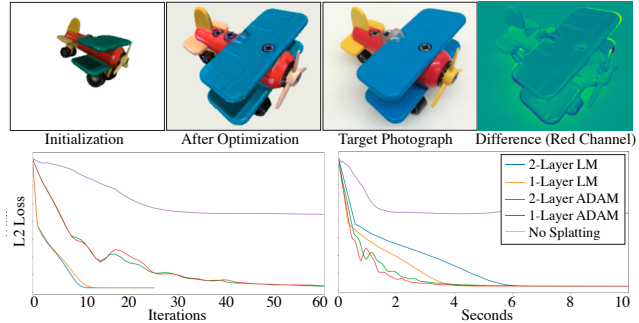 Initialization
After Optimization
Target Photograph
Difference (Red Channel)
L2 Loss
0
10
20
30
40
50
60
Iterations
2-Layer LM
1-Layer LM
2-Layer ADAM
1-Layer ADAM
No Splatting
0
2
4
6
8
10
Seconds